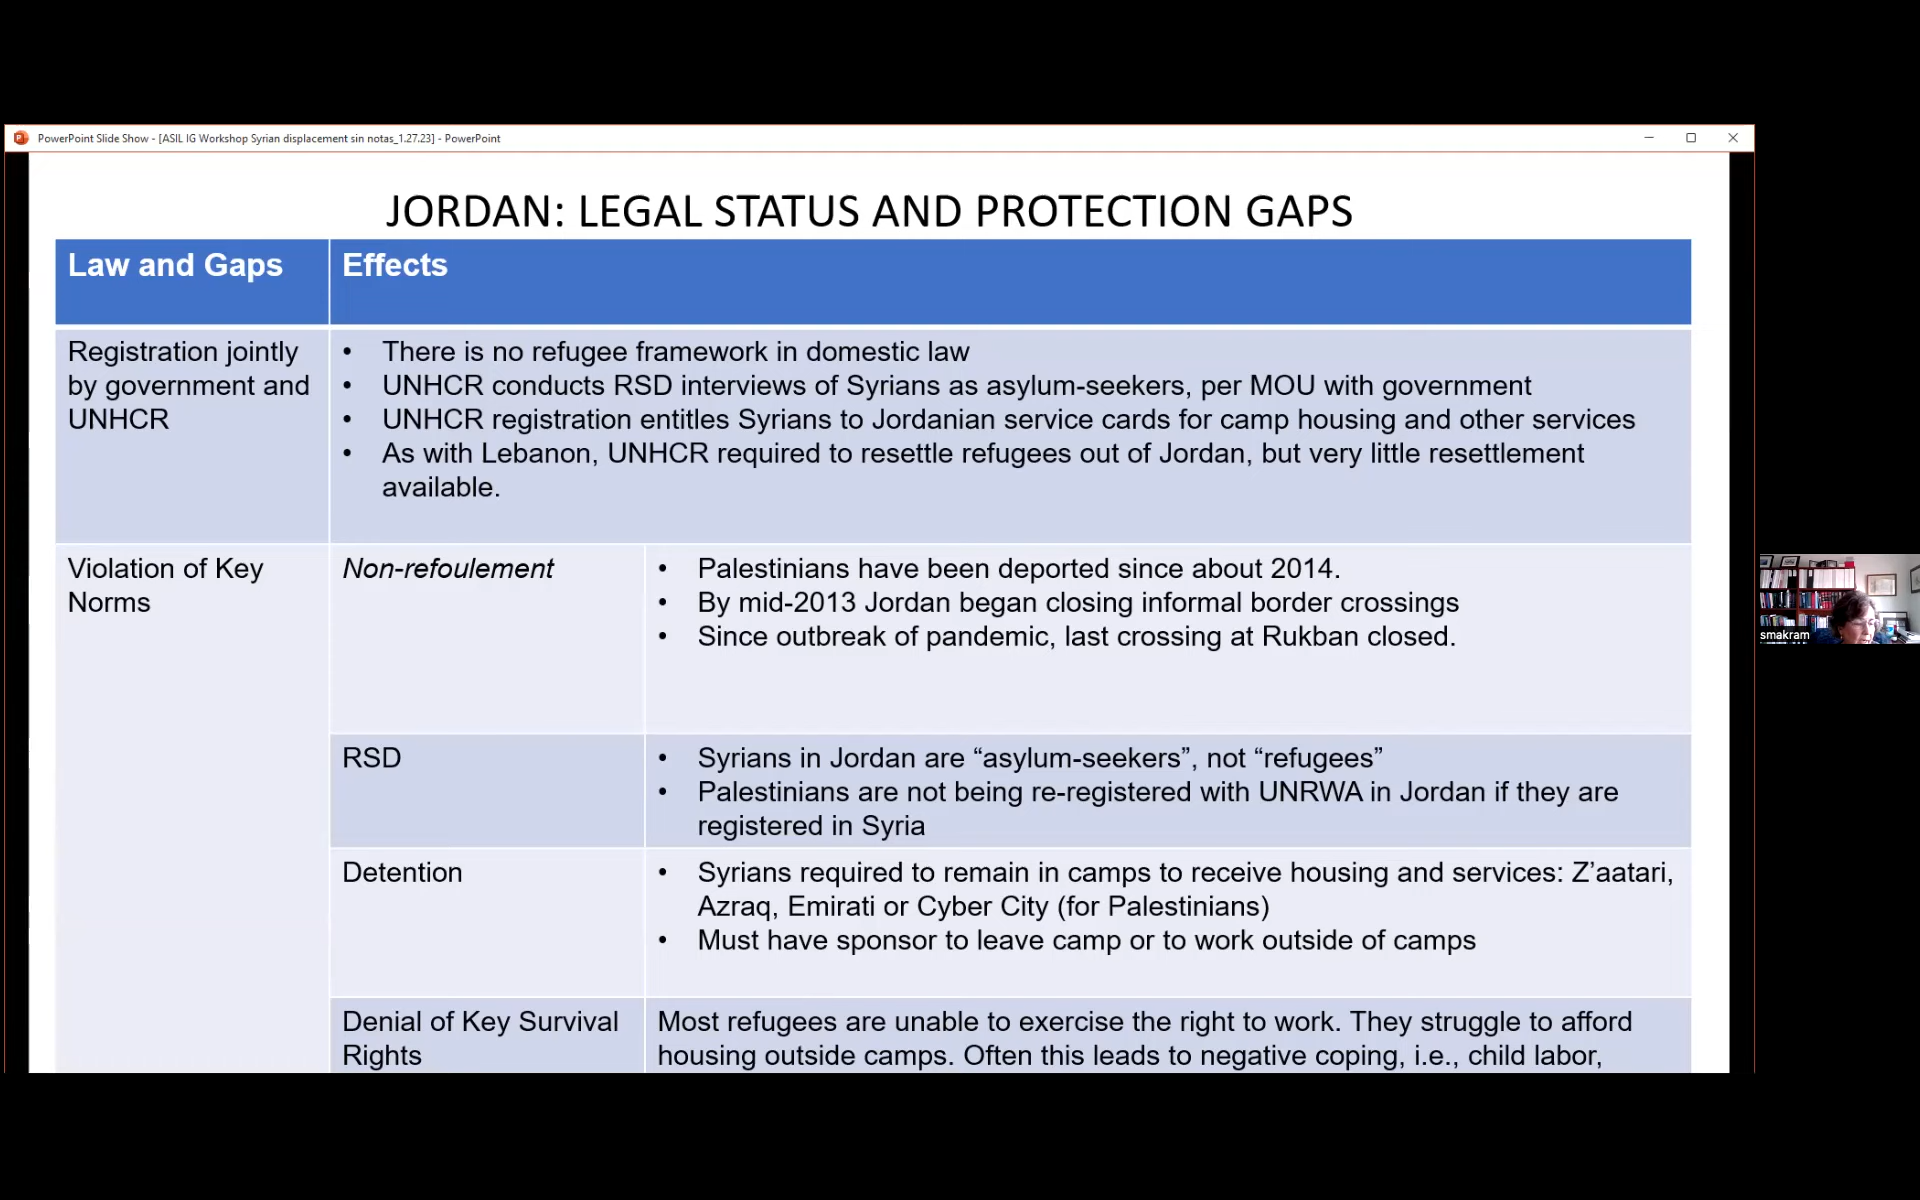 PowerPoint Slide Show - [ASIL IG Workshop Syrian displacement sin notas_1.27.23] - PowerPoint
JORDAN: LEGAL STATUS AND PROTECTION GAPS
Law and Gaps
Effects
Registration jointly
by government and
UNHCR
• There is no refugee framework in domestic law
• UNHCR conducts RSD interviews of Syrians as asylum-seekers, per MOU with government
• UNHCR registration entitles Syrians to Jordanian service cards for camp housing and other services
• As with Lebanon, UNHCR required to resettle refugees out of Jordan, but very little resettlement
available.
Violation of Key
Norms
Non-refoulement
• Palestinians have been deported since about 2014.
• By mid-2013 Jordan began closing informal border crossings
• Since outbreak of pandemic, last crossing at Rukban closed.
RSD
• Syrians in Jordan are “asylum-seekers”, not “refugees”
• Palestinians are not being re-registered with UNRWA in Jordan if they are
registered in Syria
Detention
• Syrians required to remain in camps to receive housing and services: Z’aatari,
Azraq, Emirati or Cyber City (for Palestinians)
• Must have sponsor to leave camp or to work outside of camps
Denial of Key Survival
Rights
Most refugees are unable to exercise the right to work. They struggle to afford
housing outside camps. Often this leads to negative coping, i.e., child labor,
smakram